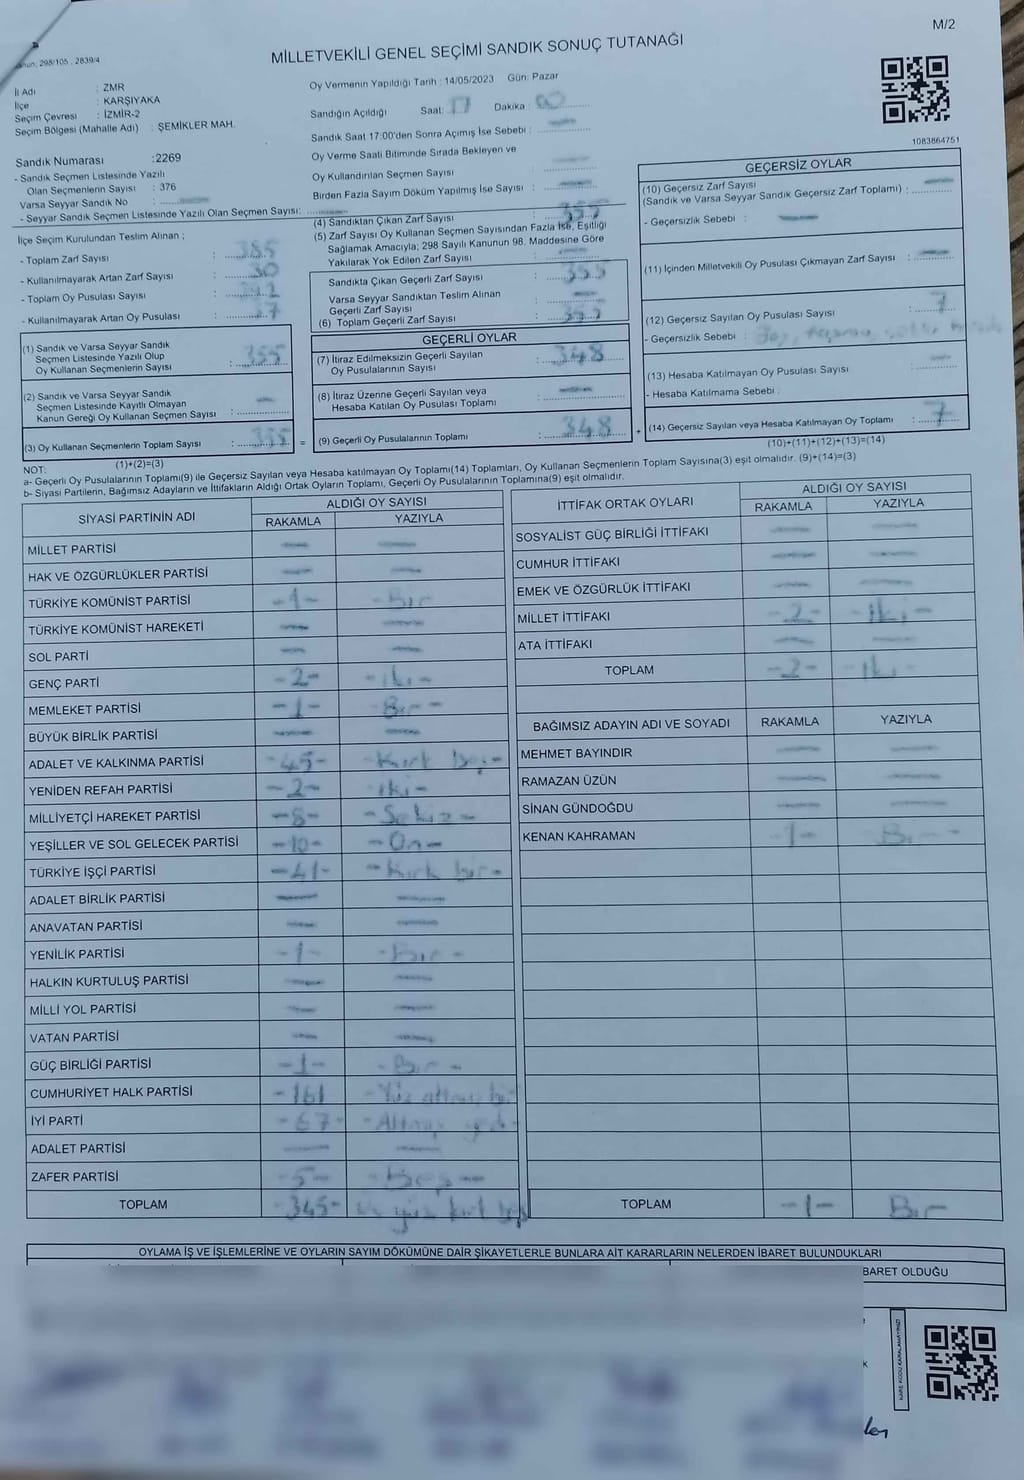 M/2
MİLLETVEKİLİ GENEL SEÇİMİ SANDIK SONUÇ TUTANAĞI
298/105 , 2839/4
İl Adı : ZMR
İlçe : KARŞIYAKA
Seçim Çevresi : İZMİR-2
Seçim Bölgesi (Mahalle Adı) : ŞEMİKLER MAH.
Sandık Numarası :2269
- Sandık Seçmen Listesinde Yazılı
Olan Seçmenlerin Sayısı : 376
Varsa Seyyar Sandık No :
- Seyyar Sandık Seçmen Listesinde Yazılı Olan Seçmen Sayısı:
Oy Vermenin Yapıldığı Tarih : 14/05/2023 Gün: Pazar
Sandığın Açıldığı Saat: 17 Dakika : 00
Sandık Saat 17:00'den Sonra Açımış İse Sebebi :
Oy Verme Saati Bitiminde Sırada Bekleyen ve
Oy Kullandırılan Seçmen Sayısı
Birden Fazla Sayım Döküm Yapılmış İse Sayısı :
1083864751
İlçe Seçim Kurulundan Teslim Alınan ;
- Toplam Zarf Sayısı : 385
- Kullanılmayarak Artan Zarf Sayısı : 30
- Toplam Oy Pusulası Sayısı :
- Kullanılmayarak Artan Oy Pusulası :
(4) Sandıktan Çıkan Zarf Sayısı : 355
(5) Zarf Sayısı Oy Kullanan Seçmen Sayısından Fazla İse, Eşitliği
Sağlamak Amacıyla; 298 Sayılı Kanunun 98. Maddesine Göre
Yakılarak Yok Edilen Zarf Sayısı :
Sandıkta Çıkan Geçerli Zarf Sayısı : 355
Varsa Seyyar Sandıktan Teslim Alınan
Geçerli Zarf Sayısı :
(6) Toplam Geçerli Zarf Sayısı : 355
(1) Sandık ve Varsa Seyyar Sandık
Seçmen Listesinde Yazılı Olup
Oy Kullanan Seçmenlerin Sayısı : 355
(2) Sandık ve Varsa Seyyar Sandık
Seçmen Listesinde Kayıtlı Olmayan
Kanun Gereği Oy Kullanan Seçmen Sayısı :
(3) Oy Kullanan Seçmenlerin Toplam Sayısı : 355 =
(1)+(2)=(3)
GEÇERLİ OYLAR
(7) İtiraz Edilmeksizin Geçerli Sayılan
Oy Pusulalarının Sayısı : 348
(8) İtiraz Üzerine Geçerli Sayılan veya
Hesaba Katılan Oy Pusulası Toplamı :
(9) Geçerli Oy Pusulalarının Toplamı : 348 +
GEÇERSİZ OYLAR
(10) Geçersiz Zarf Sayısı
(Sandık ve Varsa Seyyar Sandık Geçersiz Zarf Toplamı) :
- Geçersizlik Sebebi :
(11) İçinden Milletvekili Oy Pusulası Çıkmayan Zarf Sayısı :
(12) Geçersiz Sayılan Oy Pusulası Sayısı : 7
- Geçersizlik Sebebi :
(13) Hesaba Katılmayan Oy Pusulası Sayısı :
- Hesaba Katılmama Sebebi :
(14) Geçersiz Sayılan veya Hesaba Katılmayan Oy Toplamı : 7
(10)+(11)+(12)+(13)=(14)
NOT:
a- Geçerli Oy Pusulalarının Toplamı(9) ile Geçersiz Sayılan veya Hesaba katılmayan Oy Toplamı(14) Toplamları, Oy Kullanan Seçmenlerin Toplam Sayısına(3) eşit olmalıdır. (9)+(14)=(3)
b- Siyasi Partilerin, Bağımsız Adayların ve İttifakların Aldığı Ortak Oyların Toplamı, Geçerli Oy Pusulalarının Toplamına(9) eşit olmalıdır.
SİYASİ PARTİNİN ADI ALDIĞI OY SAYISI
RAKAMLA YAZIYLA
MİLLET PARTİSİ
HAK VE ÖZGÜRLÜKLER PARTİSİ
TÜRKİYE KOMÜNİST PARTİSİ -1- -Bir
TÜRKİYE KOMÜNİST HAREKETİ
SOL PARTİ
GENÇ PARTİ -2- -iki-
MEMLEKET PARTİSİ -1- -Bir-
BÜYÜK BİRLİK PARTİSİ
ADALET VE KALKINMA PARTİSİ -45- -Kırk beş-
YENİDEN REFAH PARTİSİ -2- -iki-
MİLLİYETÇİ HAREKET PARTİSİ -8- -Sekiz-
YEŞİLLER VE SOL GELECEK PARTİSİ -10- -On-
TÜRKİYE İŞÇİ PARTİSİ -41- -Kırk bir-
ADALET BİRLİK PARTİSİ
ANAVATAN PARTİSİ
YENİLİK PARTİSİ -1- -Bir-
HALKIN KURTULUŞ PARTİSİ
MİLLİ YOL PARTİSİ
VATAN PARTİSİ
GÜÇ BİRLİĞİ PARTİSİ -1- -Bir-
CUMHURİYET HALK PARTİSİ -161 -Yüz altmış bir
İYİ PARTİ -67- -Altmış yedi-
ADALET PARTİSİ
ZAFER PARTİSİ -5- -Beş-
TOPLAM -345- Üç yüz kırk beş
İTTİFAK ORTAK OYLARI ALDIĞI OY SAYISI
RAKAMLA YAZIYLA
SOSYALİST GÜÇ BİRLİĞİ İTTİFAKI
CUMHUR İTTİFAKI
EMEK VE ÖZGÜRLÜK İTTİFAKI
MİLLET İTTİFAKI -2- -iki-
ATA İTTİFAKI
TOPLAM -2- -iki-
BAĞIMSIZ ADAYIN ADI VE SOYADI RAKAMLA YAZIYLA
MEHMET BAYINDIR
RAMAZAN ÜZÜN
SİNAN GÜNDOĞDU
KENAN KAHRAMAN -1- Bir-
TOPLAM -1- Bir-
OYLAMA İŞ VE İŞLEMLERİNE VE OYLARIN SAYIM DÖKÜMÜNE DAİR ŞİKAYETLERLE BUNLARA AİT KARARLARIN NELERDEN İBARET BULUNDUKLARI
BARET OLDUĞU
KARE KODU KARALAMAYINIZ!